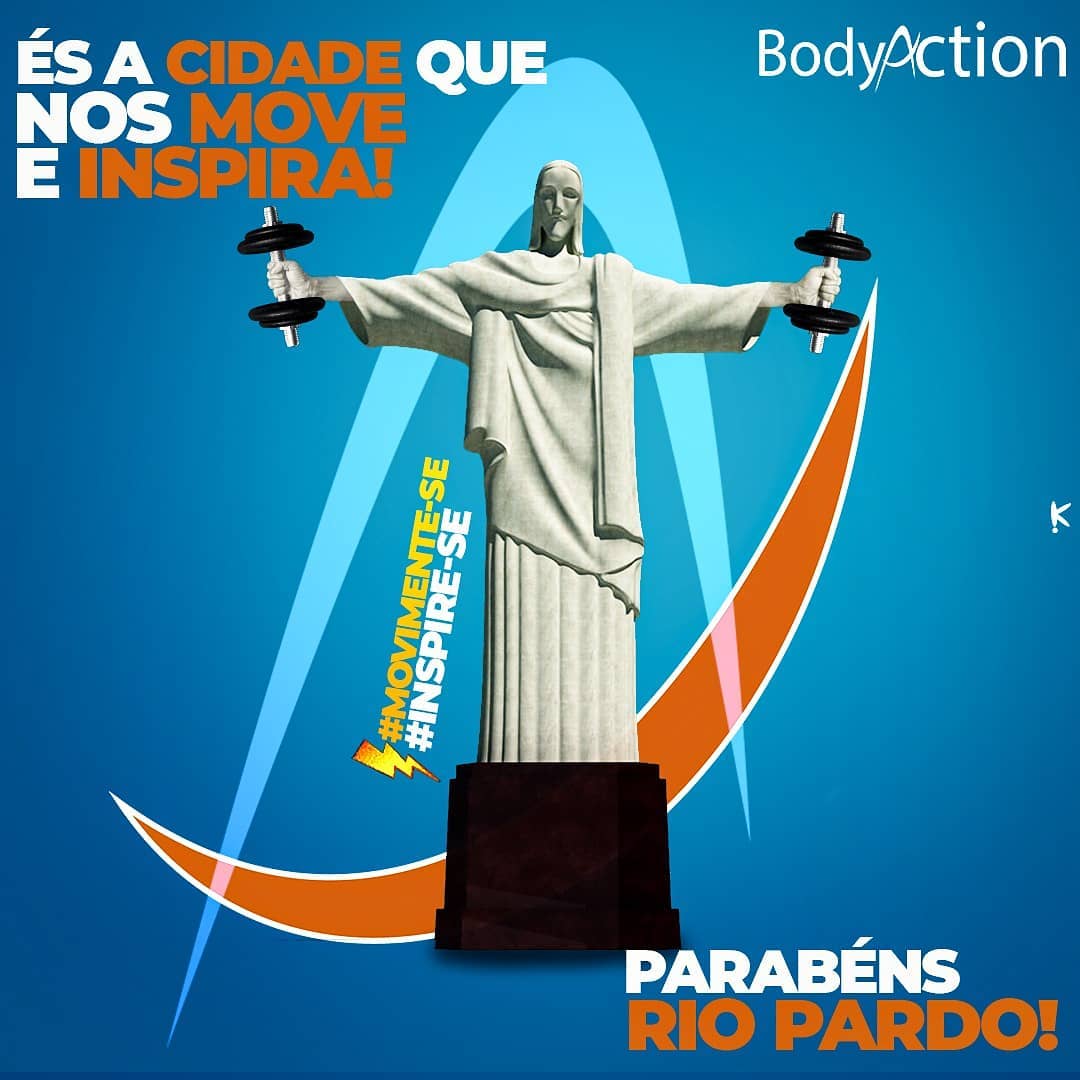 ÉS A CIDADE QUE
NOS MOVE
E INSPIRA!
BodyAction
#MOVIMENTE-SE
#INSPIRE-SE
K
PARABÉNS
RIO PARDO!